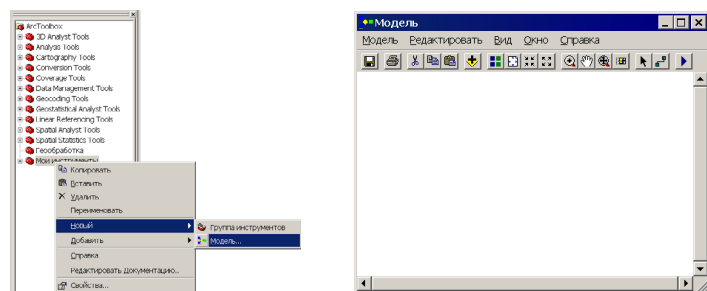 ArcToolbox
3D Analyst Tools
Analysis Tools
Cartography Tools
Conversion Tools
Coverage Tools
Data Management Tools
Geocoding Tools
Geostatistical Analyst Tools
Linear Referencing Tools
Spatial Analyst Tools
Spatial Statistics Tools
Геообработка
Мои инструменты
Копировать
Вставить
Удалить
Переименовать
Новый
Добавить
Справка
Редактировать Документацию...
Свойства...
Группа инструментов
Модель...
Модель
Модель Редактировать Вид Окно Справка